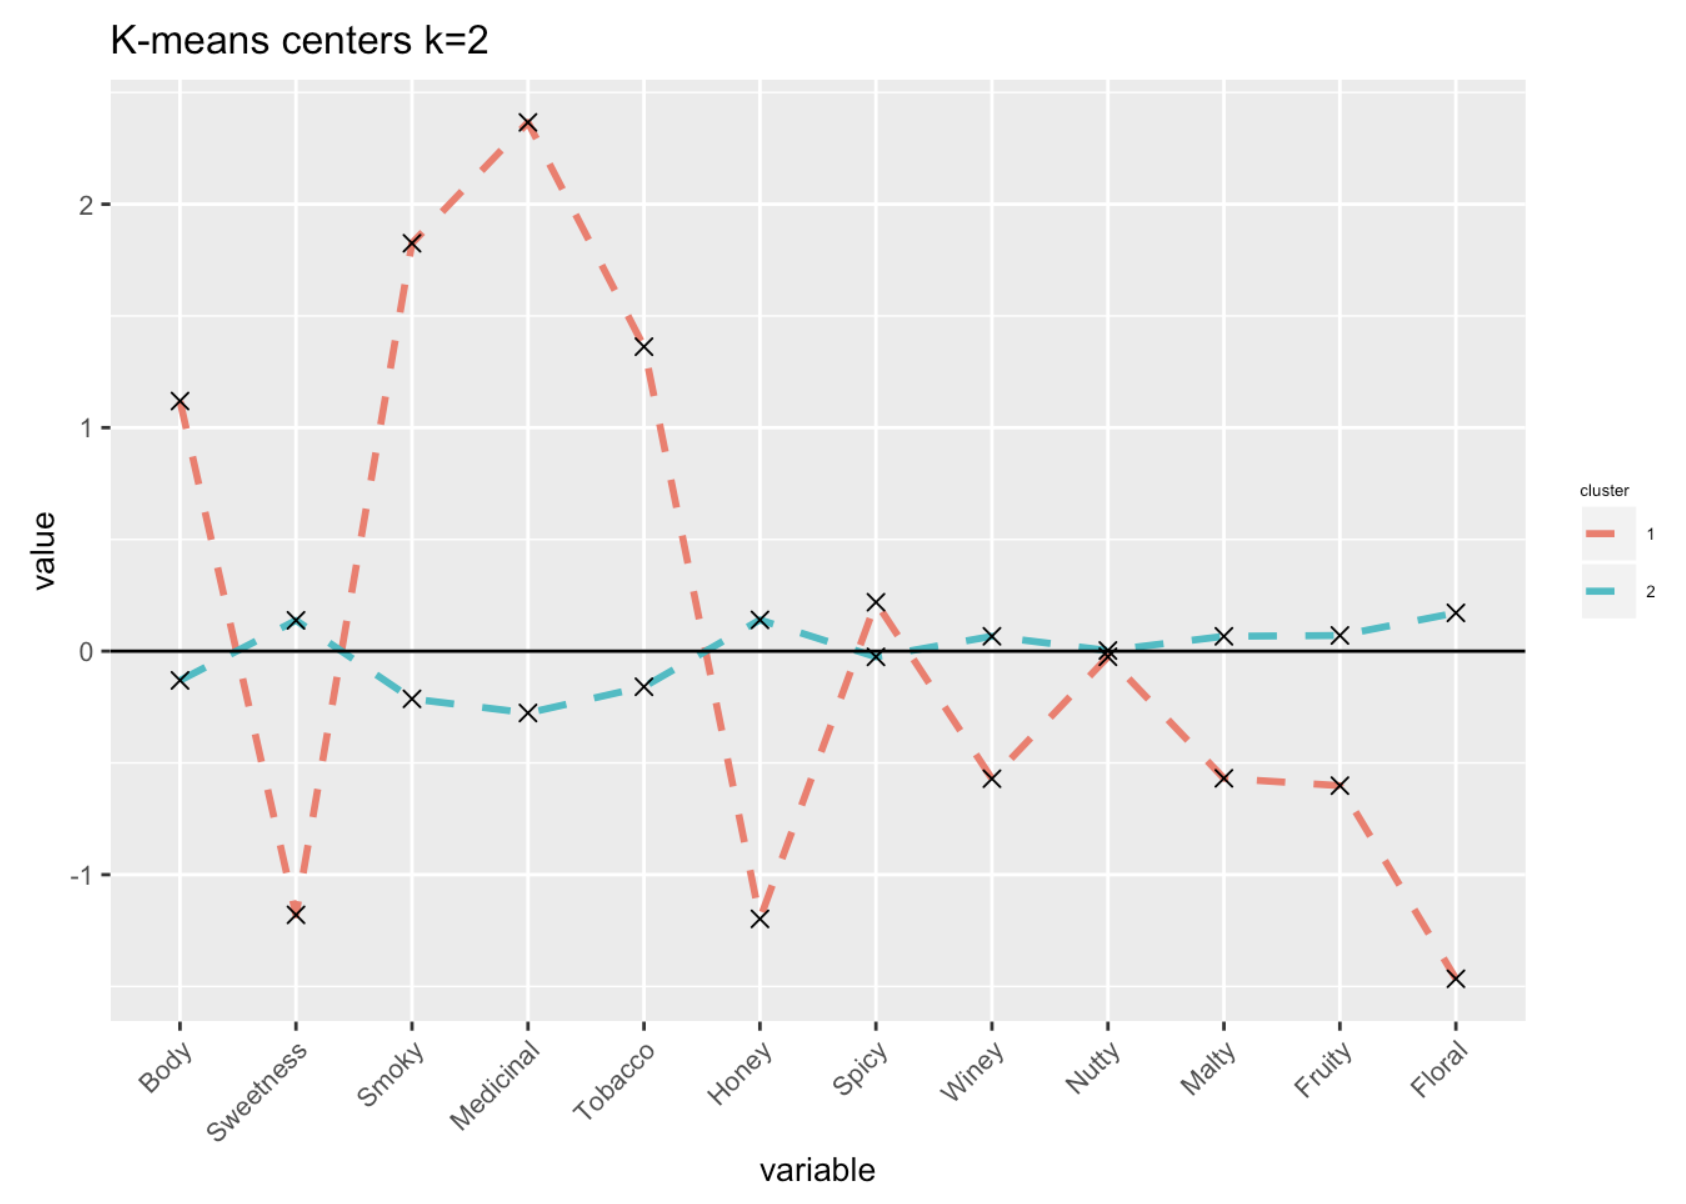 K-means centers k=2
value
2
1
0
-1
Body
Sweetness
Smoky
Medicinal
Tobacco
Honey
Spicy
Winey
Nutty
Malty
Fruity
Floral
variable
cluster
1
2